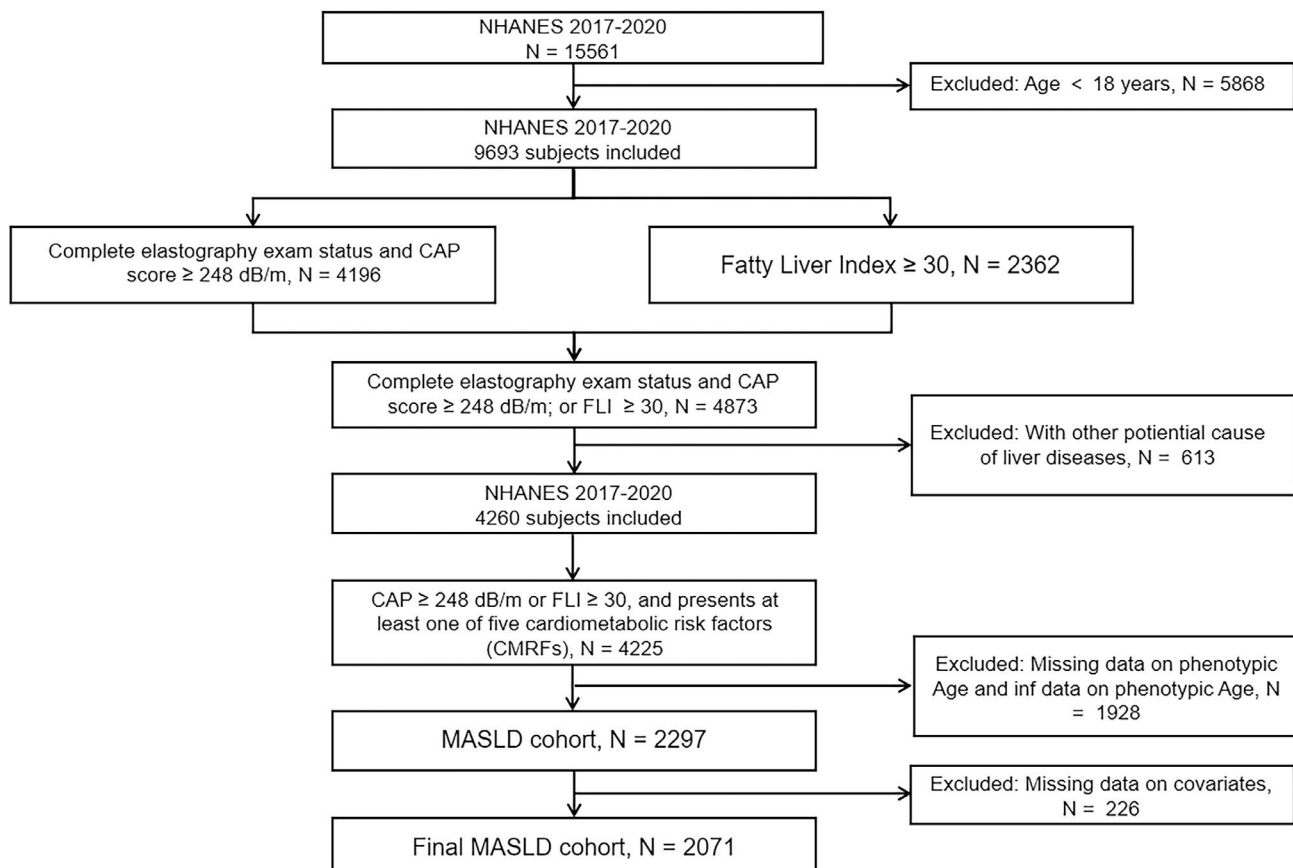 NHANES 2017-2020
N = 15561
Excluded: Age < 18 years, N = 5868
NHANES 2017-2020
9693 subjects included
Complete elastography exam status and CAP
score ≥ 248 dB/m, N = 4196
Fatty Liver Index ≥ 30, N = 2362
Complete elastography exam status and CAP
score ≥ 248 dB/m; or FLI ≥ 30, N = 4873
Excluded: With other potiential cause
of liver diseases, N = 613
NHANES 2017-2020
4260 subjects included
CAP ≥ 248 dB/m or FLI ≥ 30, and presents at
least one of five cardiometabolic risk factors
(CMRFs), N = 4225
Excluded: Missing data on phenotypic
Age and inf data on phenotypic Age, N
= 1928
MASLD cohort, N = 2297
Excluded: Missing data on covariates,
N = 226
Final MASLD cohort, N = 2071